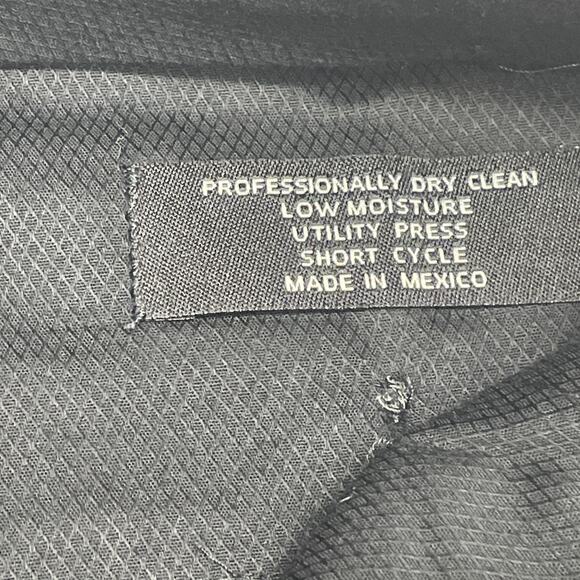 PROFESSIONALLY DRY CLEAN
LOW MOISTURE
UTILITY PRESS
SHORT CYCLE
MADE IN MEXICO